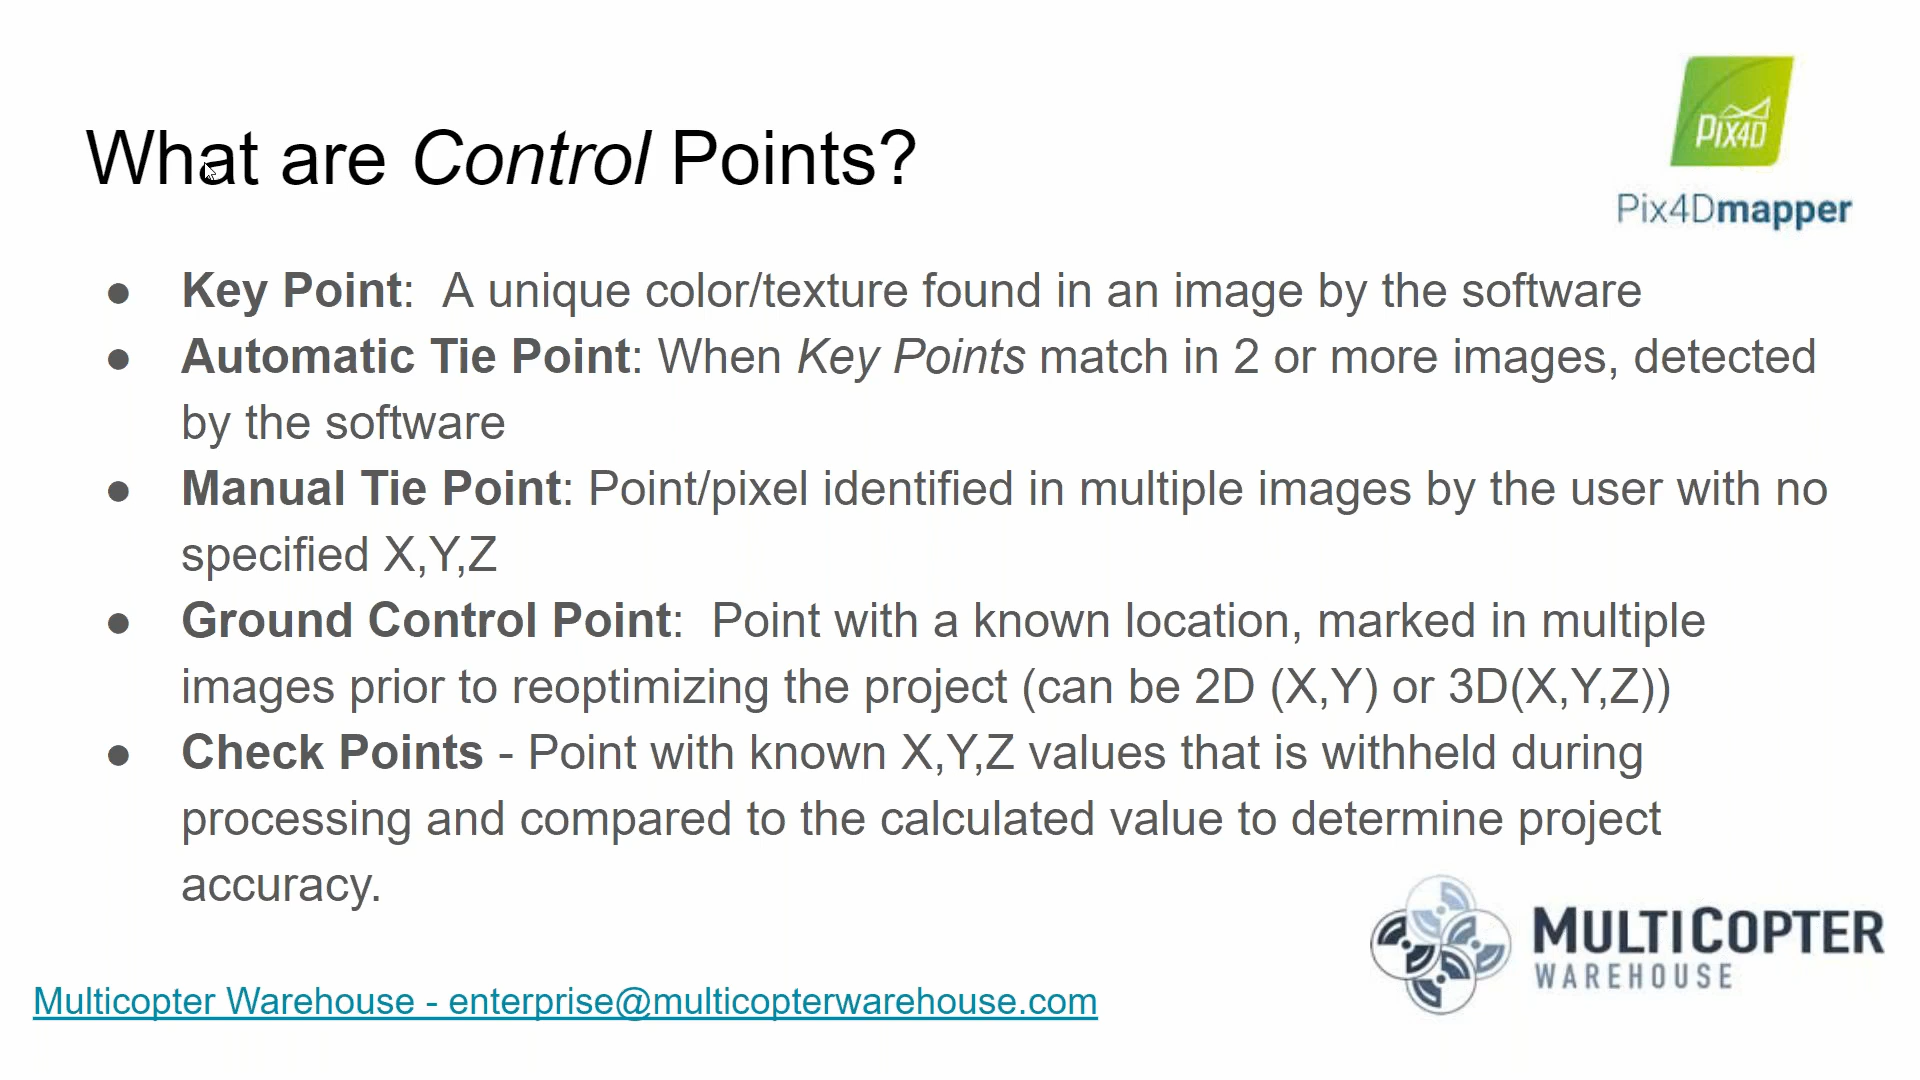 What are Control Points?
PIX4D
Pix4Dmapper
● Key Point:  A unique color/texture found in an image by the software
● Automatic Tie Point: When Key Points match in 2 or more images, detected
by the software
● Manual Tie Point: Point/pixel identified in multiple images by the user with no
specified X,Y,Z
● Ground Control Point:  Point with a known location, marked in multiple
images prior to reoptimizing the project (can be 2D (X,Y) or 3D(X,Y,Z))
● Check Points - Point with known X,Y,Z values that is withheld during
processing and compared to the calculated value to determine project
accuracy.
MULTICOPTER
WAREHOUSE
Multicopter Warehouse - enterprise@multicopterwarehouse.com